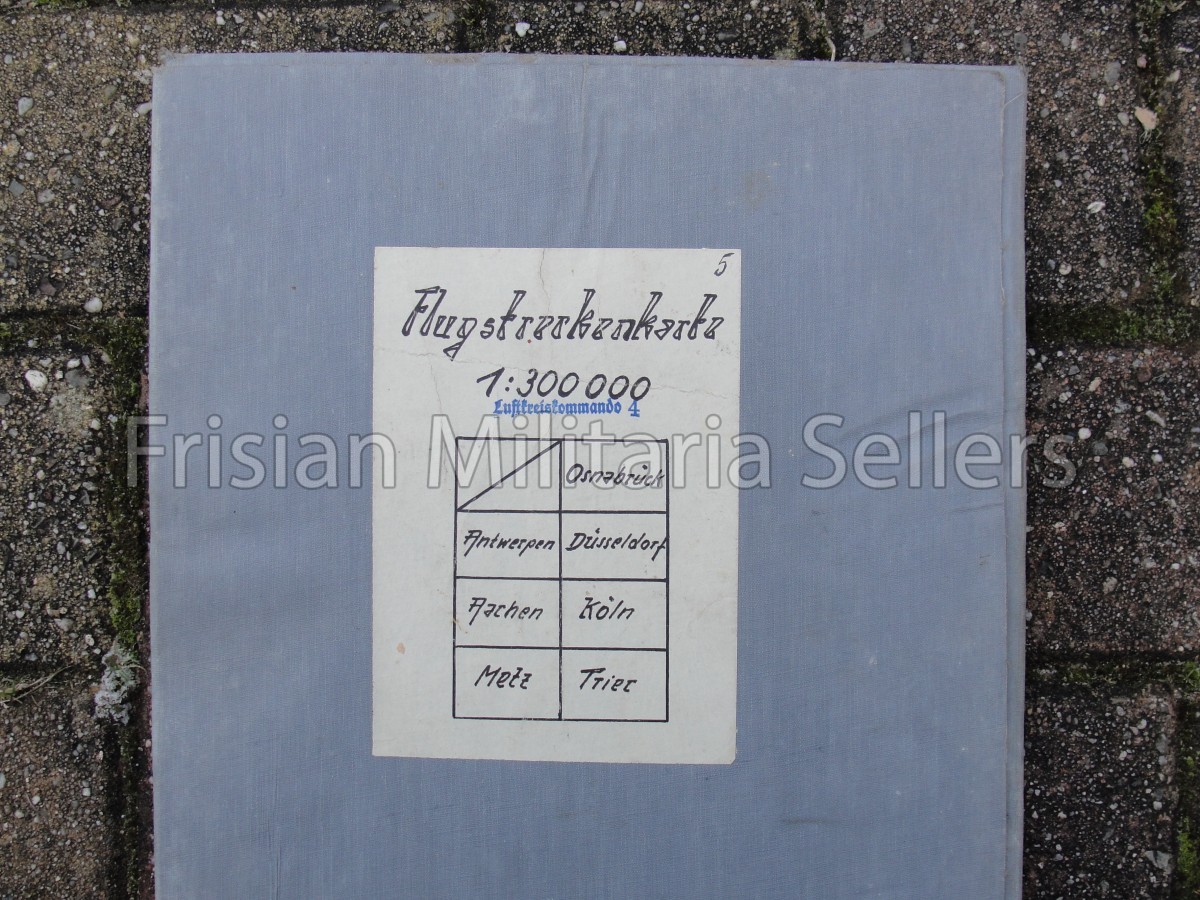 5
Flugstreckenkarte
1:300 000
Luftkreiskommando 4
Frisian Militaria Sellers
Osnabrück
Antwerpen Düsseldorf
Aachen Köln
Metz Trier